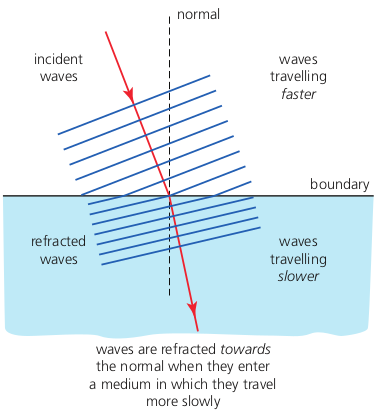 normal
incident
waves
waves
travelling
faster
boundary
refracted
waves
waves
travelling
slower
waves are refracted towards
the normal when they enter
a medium in which they travel
more slowly